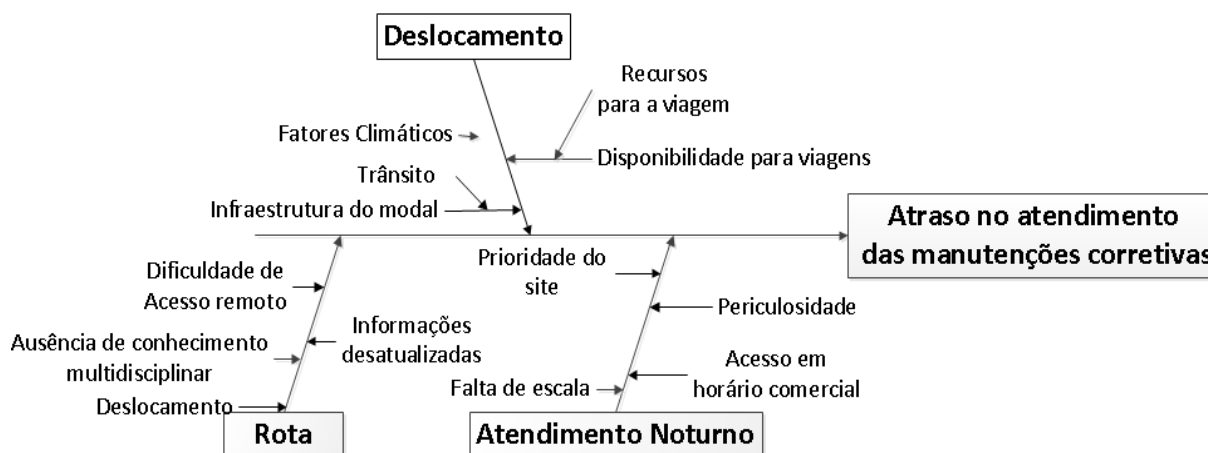 Deslocamento
Recursos
para a viagem
Fatores Climáticos
Disponibilidade para viagens
Trânsito
Infraestrutura do modal
Atraso no atendimento
das manutenções corretivas
Prioridade do
site
Dificuldade de
Acesso remoto
Periculosidade
Informações
desatualizadas
Ausência de conhecimento
multidisciplinar
Acesso em
horário comercial
Falta de escala
Deslocamento
Rota
Atendimento Noturno